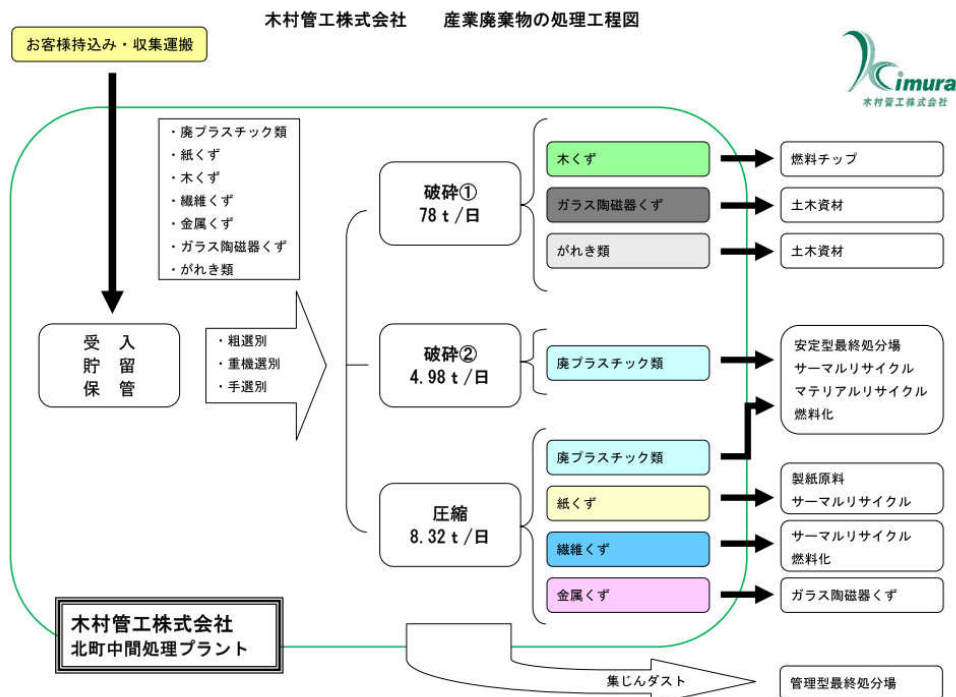 木村管工株式会社　　産業廃棄物の処理工程図
お客様持込み・収集運搬
Kimura
木村管工株式会社
・廃プラスチック類
・紙くず
・木くず
・繊維くず
・金属くず
・ガラス陶磁器くず
・がれき類
受　入
貯　留
保　管
・粗選別
・重機選別
・手選別
破砕①
78ｔ/日
木くず
燃料チップ
ガラス陶磁器くず
土木資材
がれき類
土木資材
破砕②
4.98ｔ/日
廃プラスチック類
安定型最終処分場
サーマルリサイクル
マテリアルリサイクル
燃料化
圧縮
8.32ｔ/日
廃プラスチック類
紙くず
製紙原料
サーマルリサイクル
繊維くず
サーマルリサイクル
燃料化
金属くず
ガラス陶磁器くず
木村管工株式会社
北町中間処理プラント
集じんダスト
管理型最終処分場